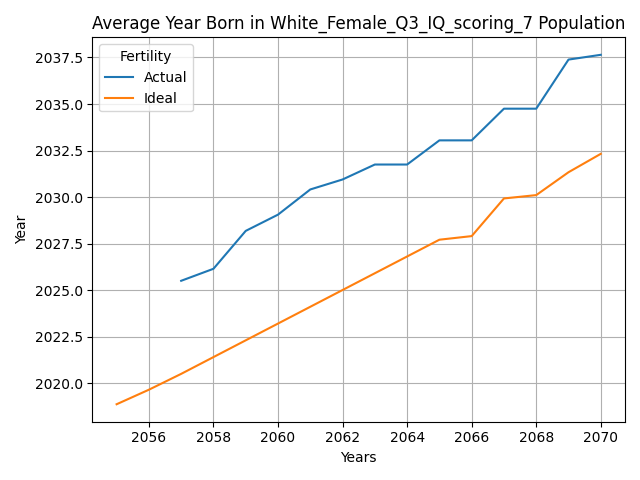 Average Year Born in White_Female_Q3_IQ_scoring_7 Population
Fertility
Actual
Ideal
2037.5
2035.0
2032.5
2030.0
2027.5
2025.0
2022.5
2020.0
Year
2056 2058 2060 2062 2064 2066 2068 2070
Years